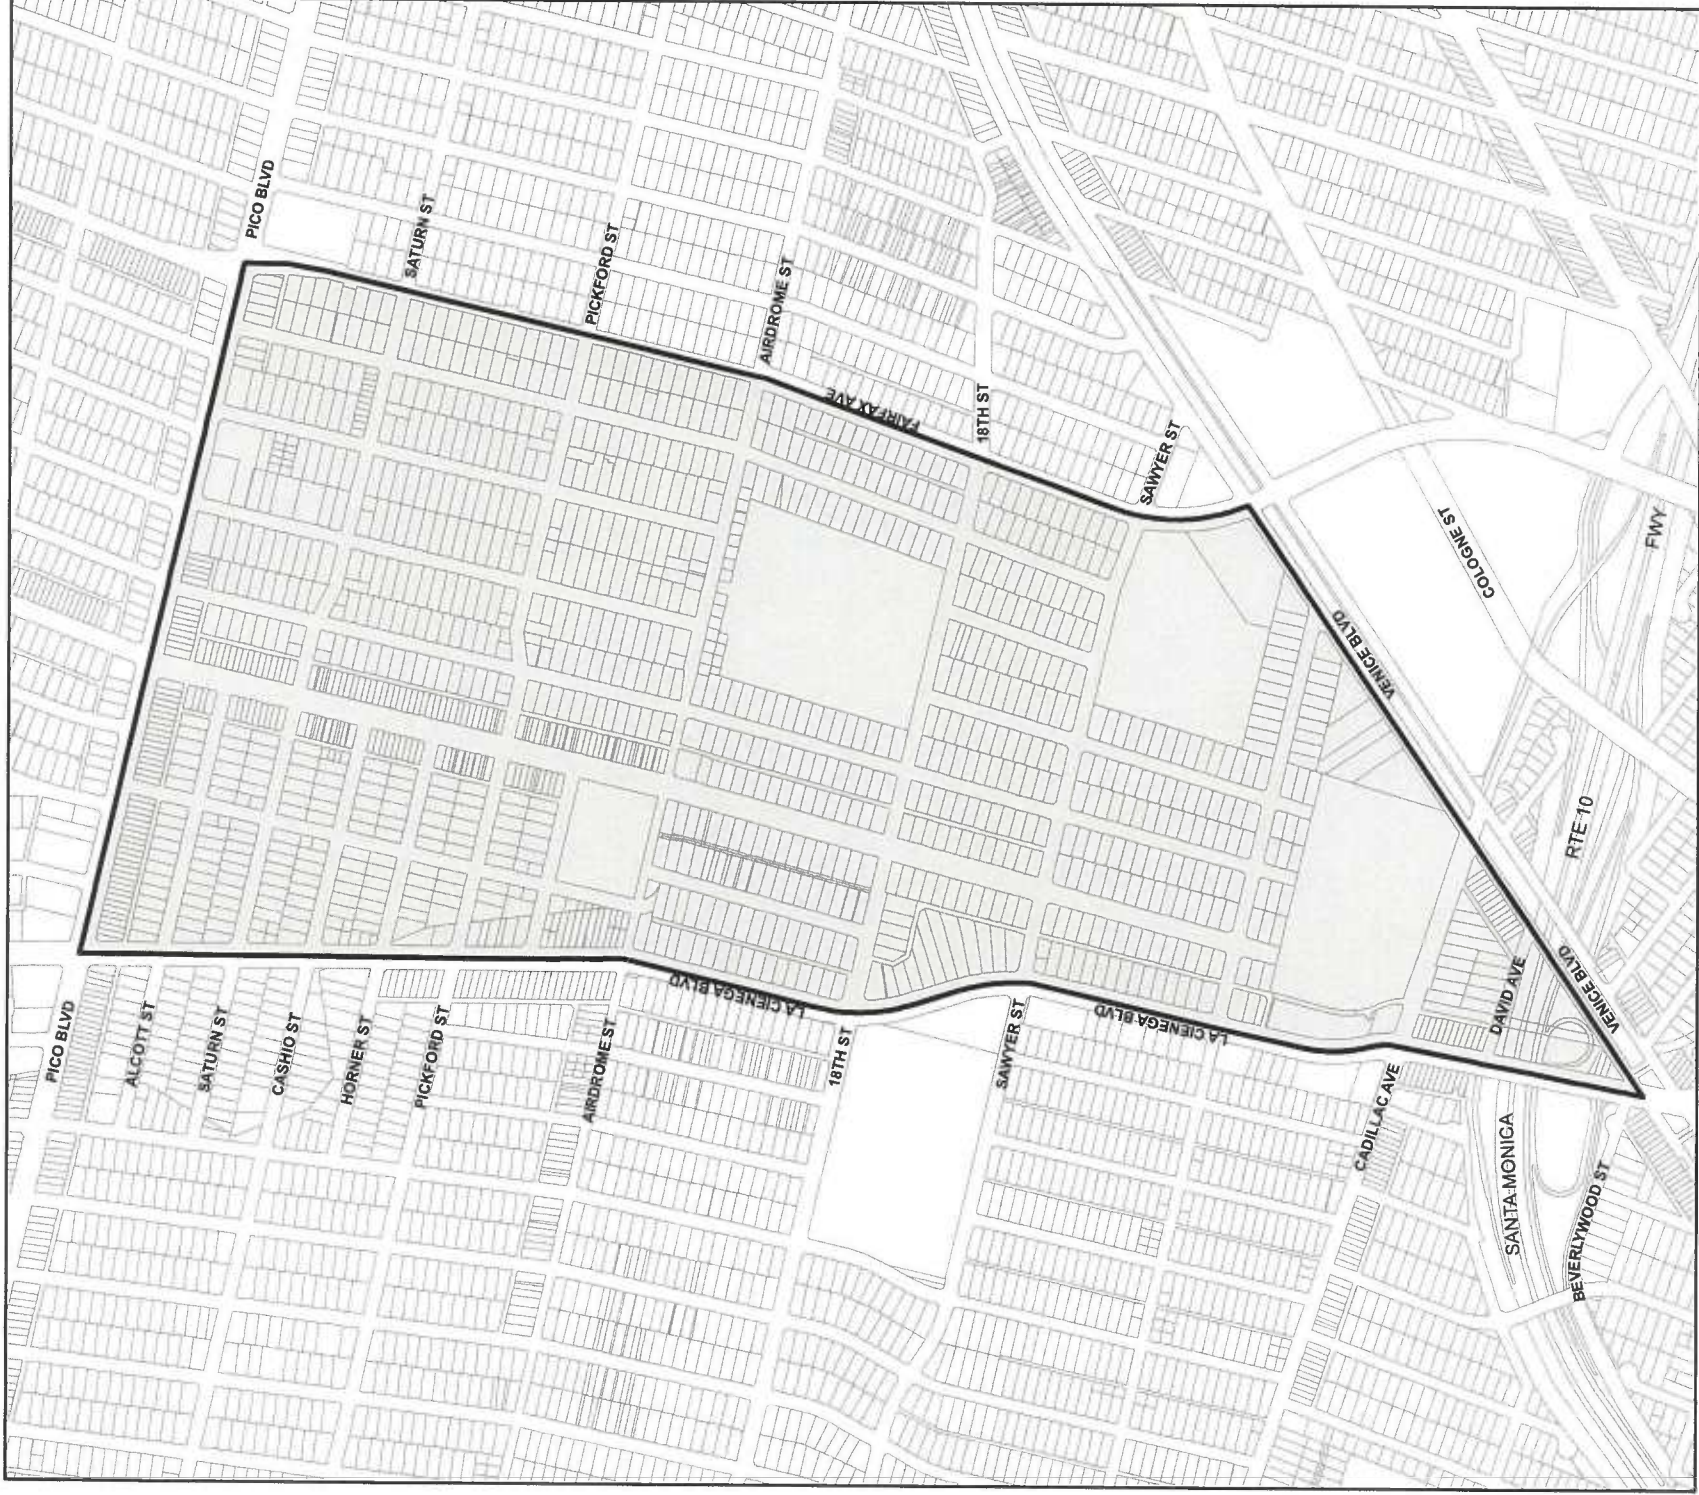 PICO BLVD
SATURN ST
PICKFORD ST
AIRDROME ST
FAIRFAX AVE
18TH ST
SAWYER ST
COLOGNE ST
FWY
VENICE BLVD
RTE 10
VENICE BLVD
DAVID AVE
PICO BLVD
ALCOTT ST
SATURN ST
CASHIO ST
HORNER ST
PICKFORD ST
AIRDROME ST
LA CIENEGA BLVD
18TH ST
SAWYER ST
LA CIENEGA BLVD
CADILLAC AVE
SANTA MONICA
BEVERLYWOOD ST